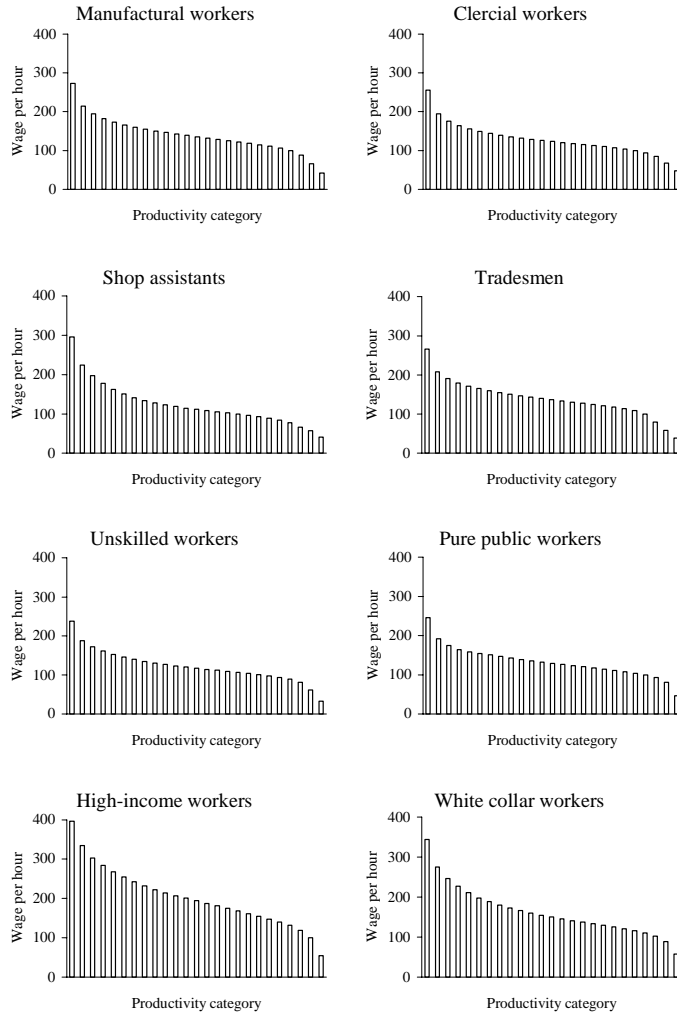 Manufactural workers
400
300
200
100
0
Wage per hour
Productivity category
Clercial workers
400
300
200
100
0
Wage per hour
Productivity category
Shop assistants
400
300
200
100
0
Wage per hour
Productivity category
Tradesmen
400
300
200
100
0
Wage per hour
Productivity category
Unskilled workers
400
300
200
100
0
Wage per hour
Productivity category
Pure public workers
400
300
200
100
0
Wage per hour
Productivity category
High-income workers
400
300
200
100
0
Wage per hour
Productivity category
White collar workers
400
300
200
100
0
Wage per hour
Productivity category